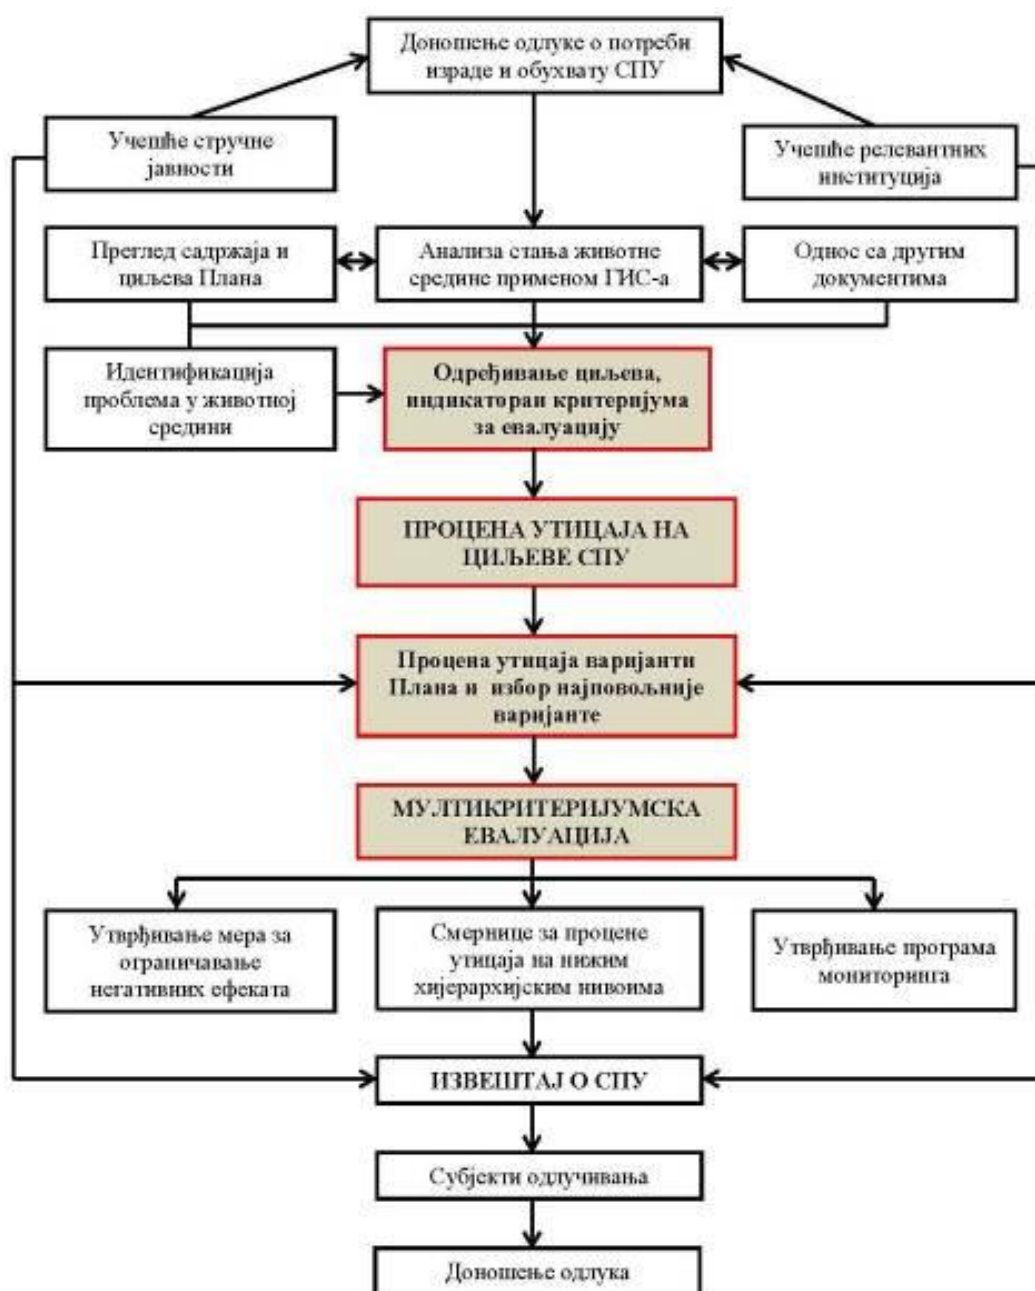 Доношење одлуке о потреби
израде и обухвату СПУ
Учешће стручне
јавности
Учешће релевантних
институција
Преглед садржаја и
циљева Плана
Анализа стања животне
средине применом ГИС-а
Однос са другим
документима
Идентификација
проблема у животној
средини
Одређивање циљева,
индикатораи критеријума
за евалуацију
ПРОЦЕНА УТИЦАЈА НА
ЦИЉЕВЕ СПУ
Процена утицаја варијанти
Плана и избор најповољније
варијанте
МУЛТИКРИТЕРИЈУМСКА
ЕВАЛУАЦИЈА
Утврђивање мера за
ограничавање
негативних ефеката
Смернице за процене
утицаја на нижим
хијерархијским нивоима
Утврђивање програма
мониторинга
ИЗВЕШТАЈ О СПУ
Субјекти одлучивања
Доношење одлука